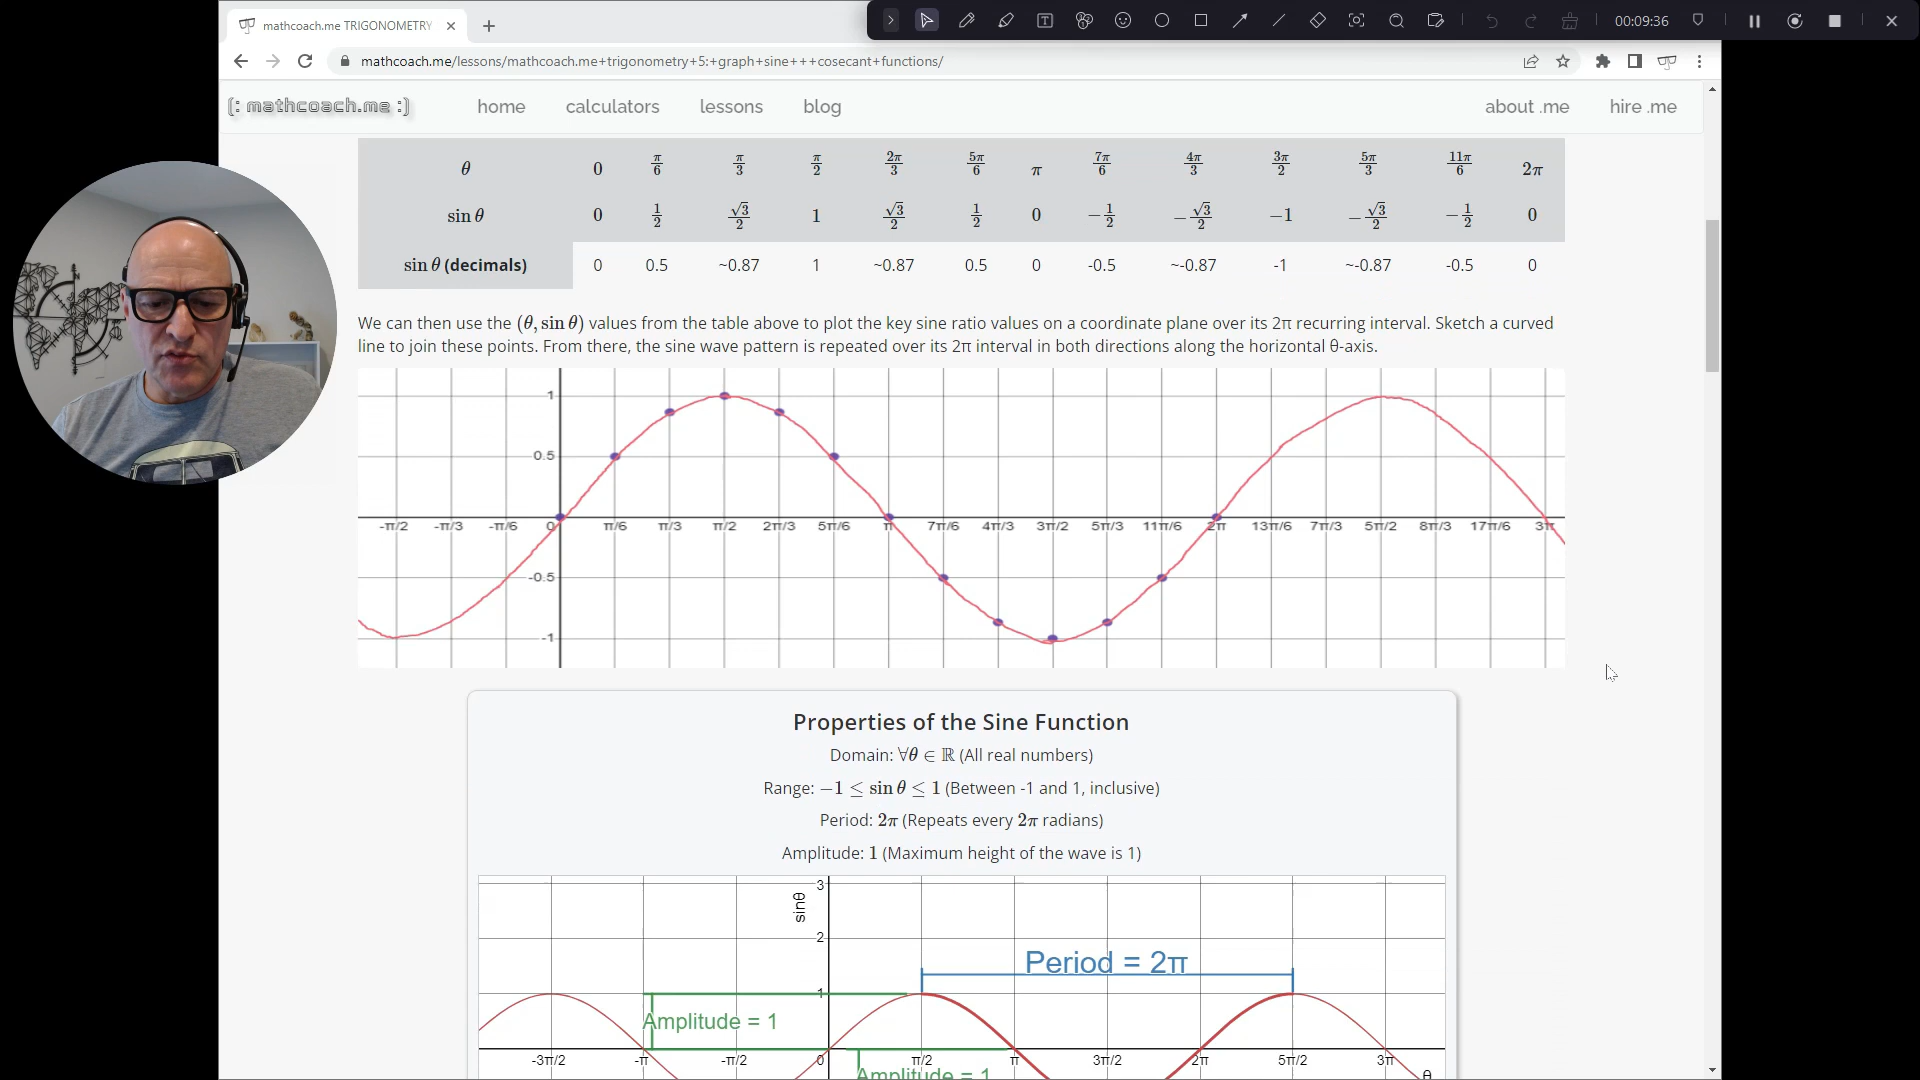 mathcoach.me TRIGONOMETRY
00:09:36
mathcoach.me/lessons/mathcoach.me+trigonometry+5:+graph+sine+++cosecant+functions/
(: mathcoach.me :) home calculators lessons blog about .me hire .me
θ 0 π/6 π/3 π/2 2π/3 5π/6 π 7π/6 4π/3 3π/2 5π/3 11π/6 2π
sin θ 0 1/2 √3/2 1 √3/2 1/2 0 −1/2 −√3/2 −1 −√3/2 −1/2 0
sin θ (decimals) 0 0.5 ~0.87 1 ~0.87 0.5 0 -0.5 ~-0.87 -1 ~-0.87 -0.5 0
We can then use the (θ, sin θ) values from the table above to plot the key sine ratio values on a coordinate plane over its 2π recurring interval. Sketch a curved
line to join these points. From there, the sine wave pattern is repeated over its 2π interval in both directions along the horizontal θ-axis.
1
0.5
-π/2 -π/3 -π/6 0 π/6 π/3 π/2 2π/3 5π/6 π 7π/6 4π/3 3π/2 5π/3 11π/6 2π 13π/6 7π/3 5π/2 8π/3 17π/6 3π
-0.5
-1
Properties of the Sine Function
Domain: ∀θ ∈ ℝ (All real numbers)
Range: −1 ≤ sin θ ≤ 1 (Between -1 and 1, inclusive)
Period: 2π (Repeats every 2π radians)
Amplitude: 1 (Maximum height of the wave is 1)
3
sinθ
2
Period = 2π
1
Amplitude = 1
-3π/2 -π -π/2 0 π/2 π 3π/2 2π 5π/2 3π
Amplitude = 1
θ